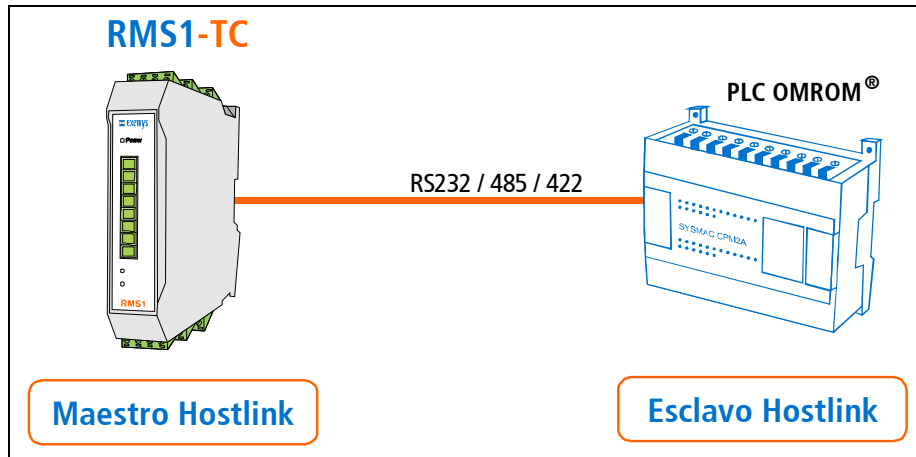 RMS1-TC
exemys
Power
RMS1
RS232 / 485 / 422
PLC OMROM®
SYSMAC CPM2A
Maestro Hostlink
Esclavo Hostlink